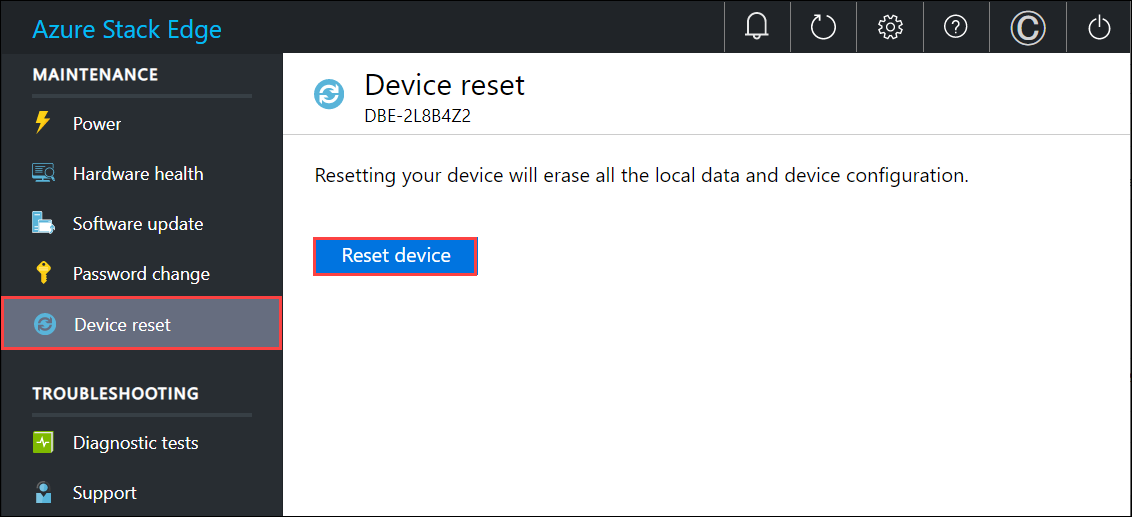 Azure Stack Edge
MAINTENANCE
Power
Hardware health
Software update
Password change
Device reset
TROUBLESHOOTING
Diagnostic tests
Support
Device reset
DBE-2L8B4Z2
Resetting your device will erase all the local data and device configuration.
Reset device